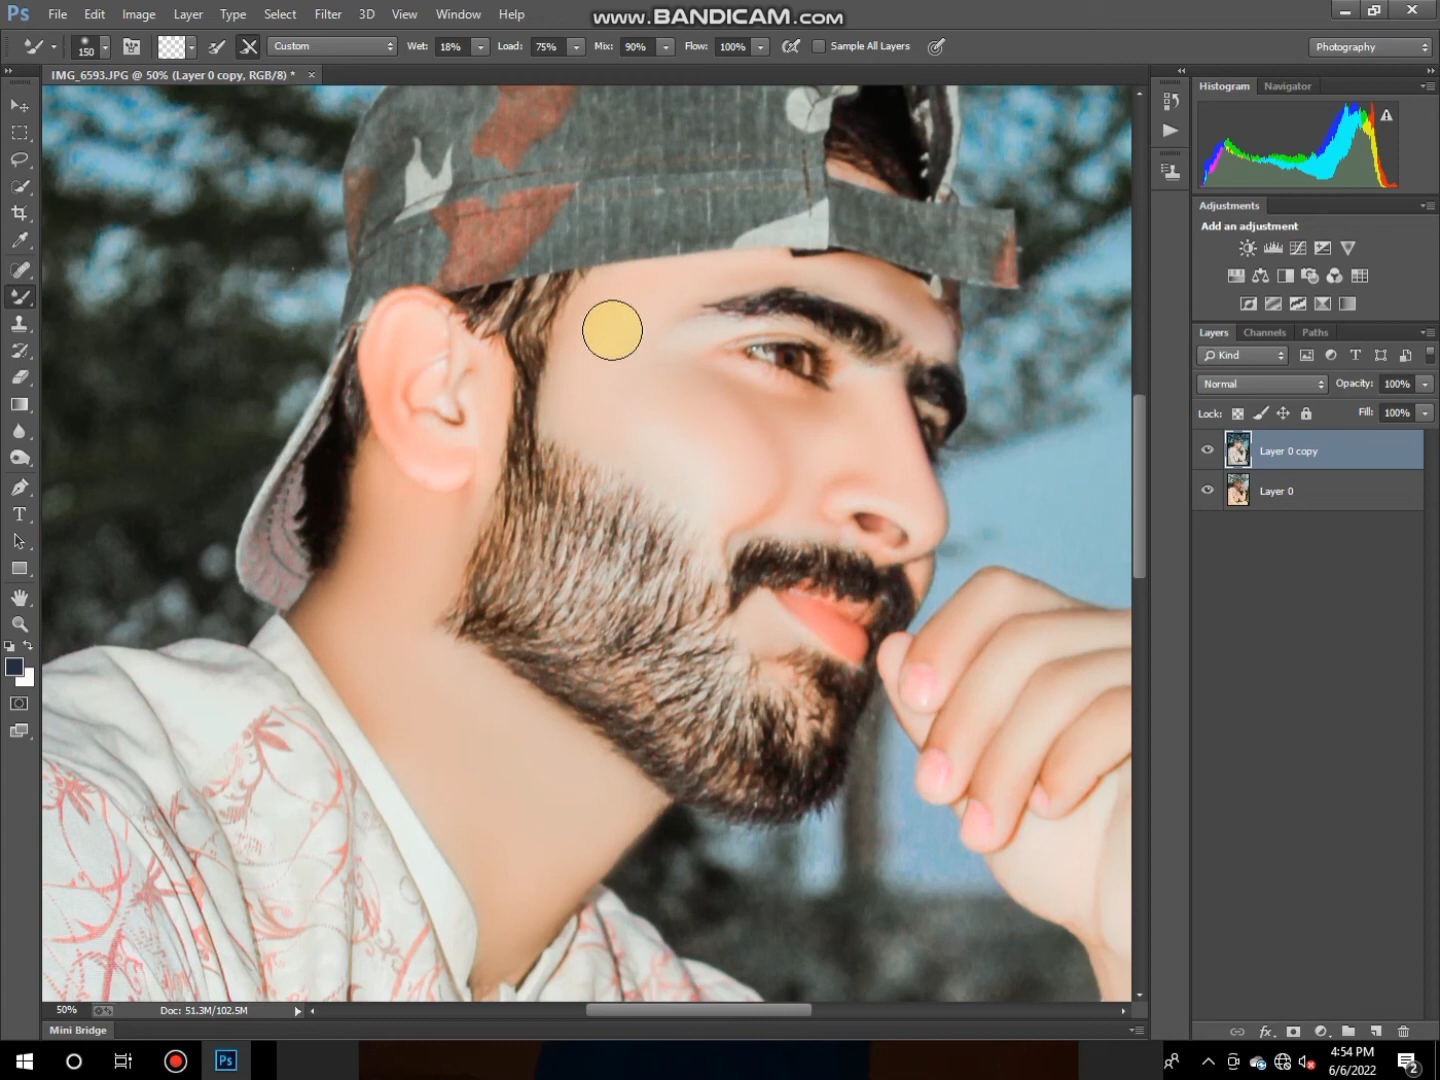 Ps File Edit Image Layer Type Select Filter 3D View Window Help
www.BANDICAM.com
150 Custom Wet: 18% Load: 75% Mix: 90% Flow: 100% Sample All Layers Photography
IMG_6593.JPG @ 50% (Layer 0 copy, RGB/8) *
Histogram Navigator
Adjustments
Add an adjustment
Layers Channels Paths
Kind
Normal Opacity: 100%
Lock: Fill: 100%
Layer 0 copy
Layer 0
50% Doc: 51.3M/102.5M
Mini Bridge
fx
Ps
4:54 PM
6/6/2022
2